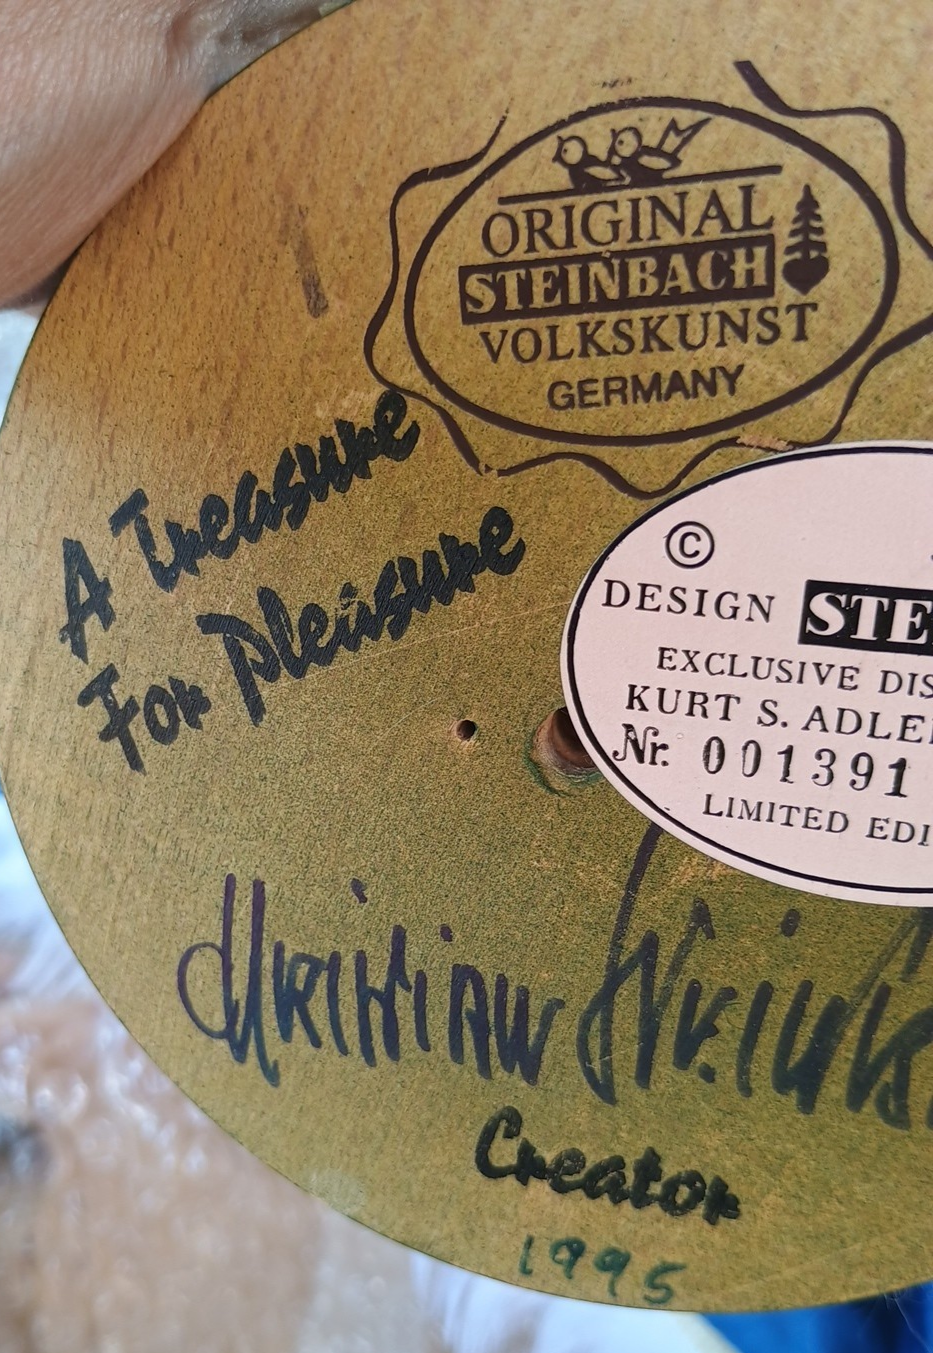 ORIGINAL
STEINBACH
VOLKSKUNST
GERMANY
A Treasure
For Pleasure
©
DESIGN STE
EXCLUSIVE DIS
KURT S. ADLE
Nr. 001391
LIMITED EDI
Creator
1995